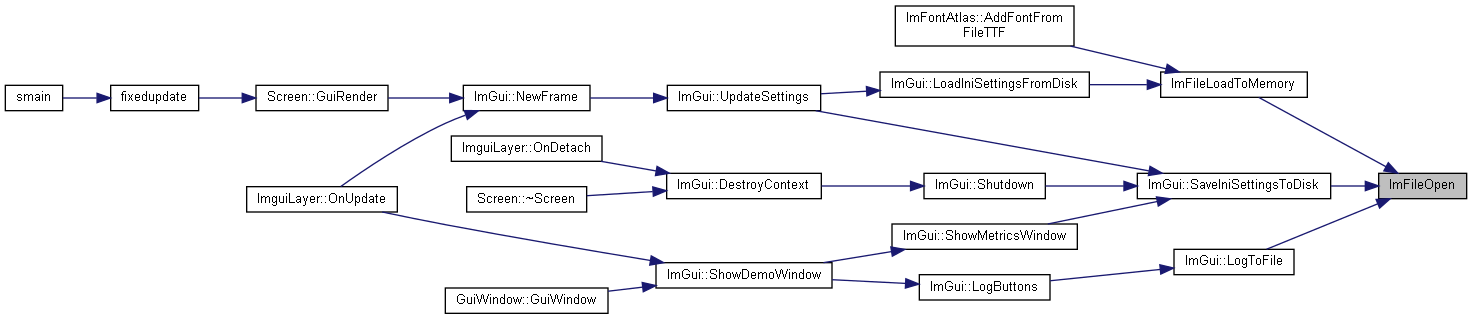 ImFontAtlas::AddFontFrom
FileTTF
smain
fixedupdate
Screen::GuiRender
ImGui::NewFrame
ImGui::UpdateSettings
ImGui::LoadIniSettingsFromDisk
ImFileLoadToMemory
ImguiLayer::OnDetach
ImguiLayer::OnUpdate
Screen::~Screen
ImGui::DestroyContext
ImGui::Shutdown
ImGui::SaveIniSettingsToDisk
ImFileOpen
ImGui::ShowMetricsWindow
ImGui::LogToFile
ImGui::ShowDemoWindow
ImGui::LogButtons
GuiWindow::GuiWindow